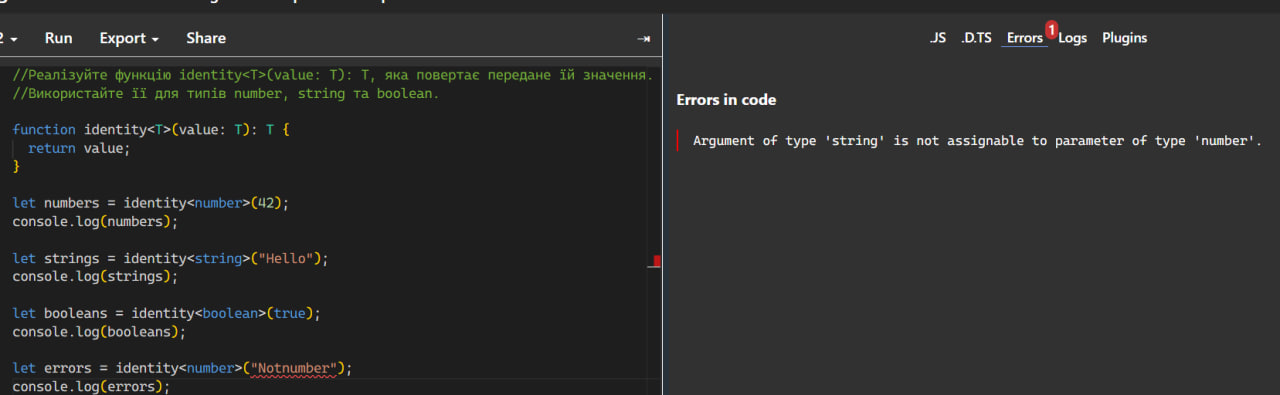 Run Export Share
.JS .D.TS Errors 1 Logs Plugins
//Реалізуйте функцію identity<T>(value: T): T, яка повертає передане їй значення.
//Використайте її для типів number, string та boolean.
function identity<T>(value: T): T {
return value;
}
let numbers = identity<number>(42);
console.log(numbers);
let strings = identity<string>("Hello");
console.log(strings);
let booleans = identity<boolean>(true);
console.log(booleans);
let errors = identity<number>("Notnumber");
console.log(errors);
Errors in code
Argument of type 'string' is not assignable to parameter of type 'number'.